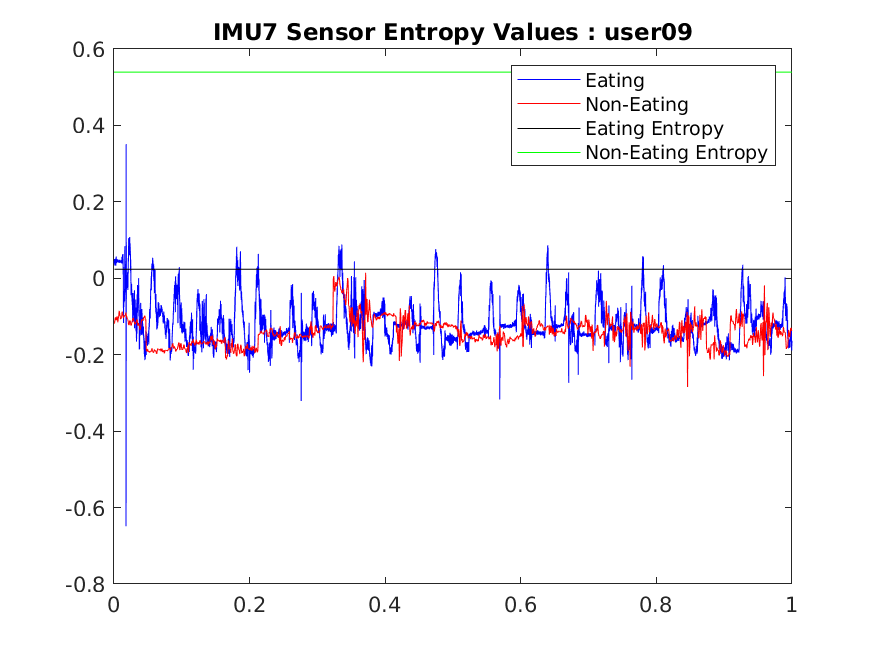 IMU7 Sensor Entropy Values : user09
0.6
0.4
0.2
0
-0.2
-0.4
-0.6
-0.8
Eating
Non-Eating
Eating Entropy
Non-Eating Entropy
0 0.2 0.4 0.6 0.8 1